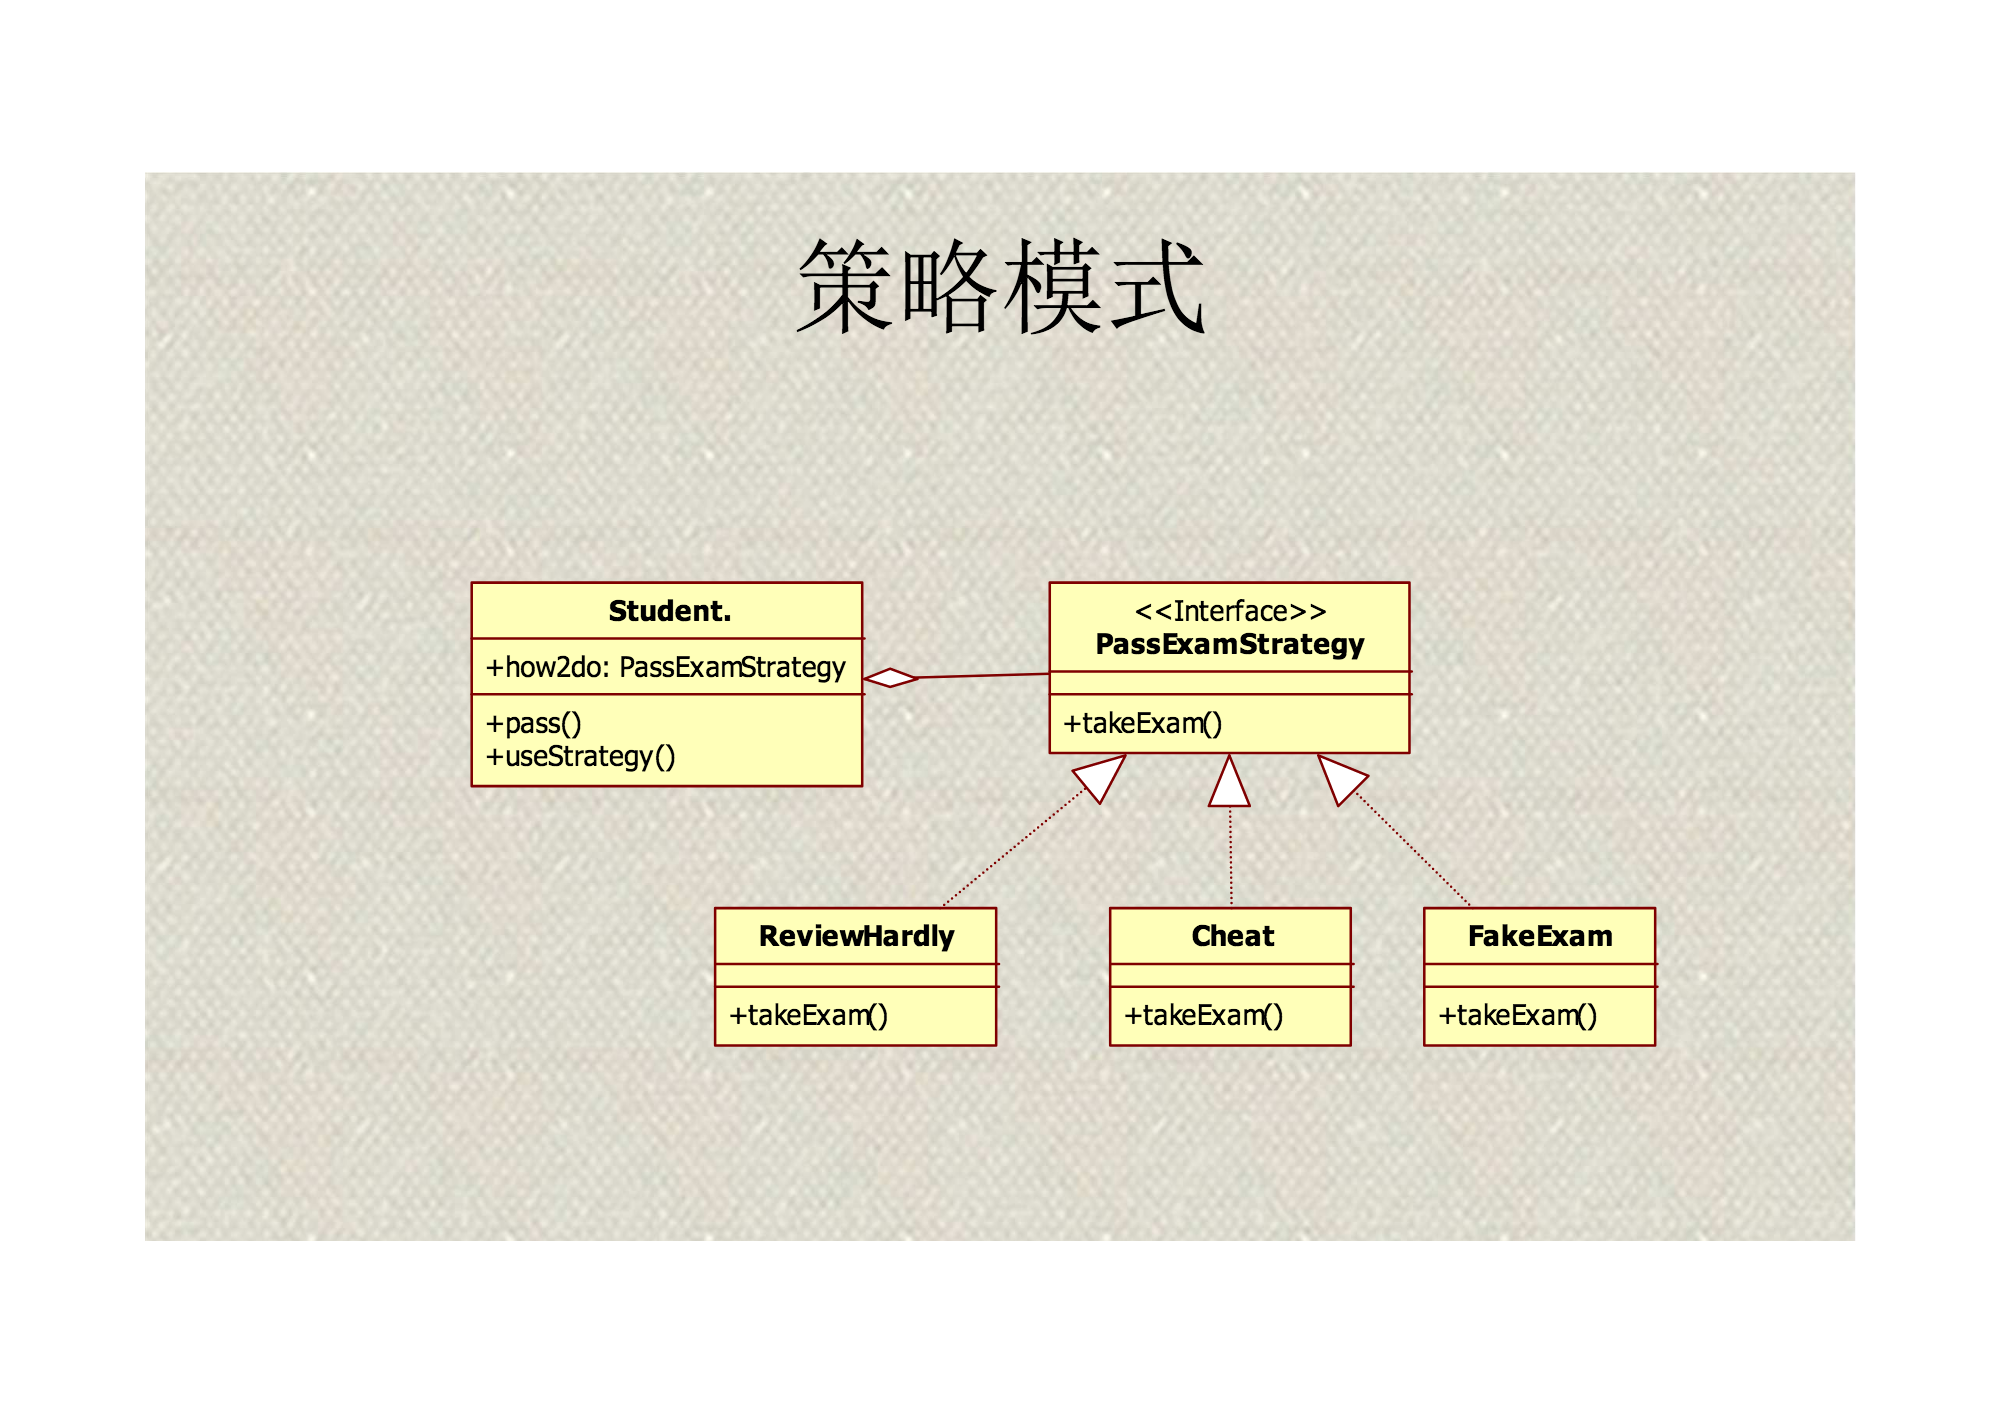 策略模式
Student.
+how2do: PassExamStrategy
+pass()
+useStrategy()
<<Interface>>
PassExamStrategy
+takeExam()
ReviewHardly
+takeExam()
Cheat
+takeExam()
FakeExam
+takeExam()